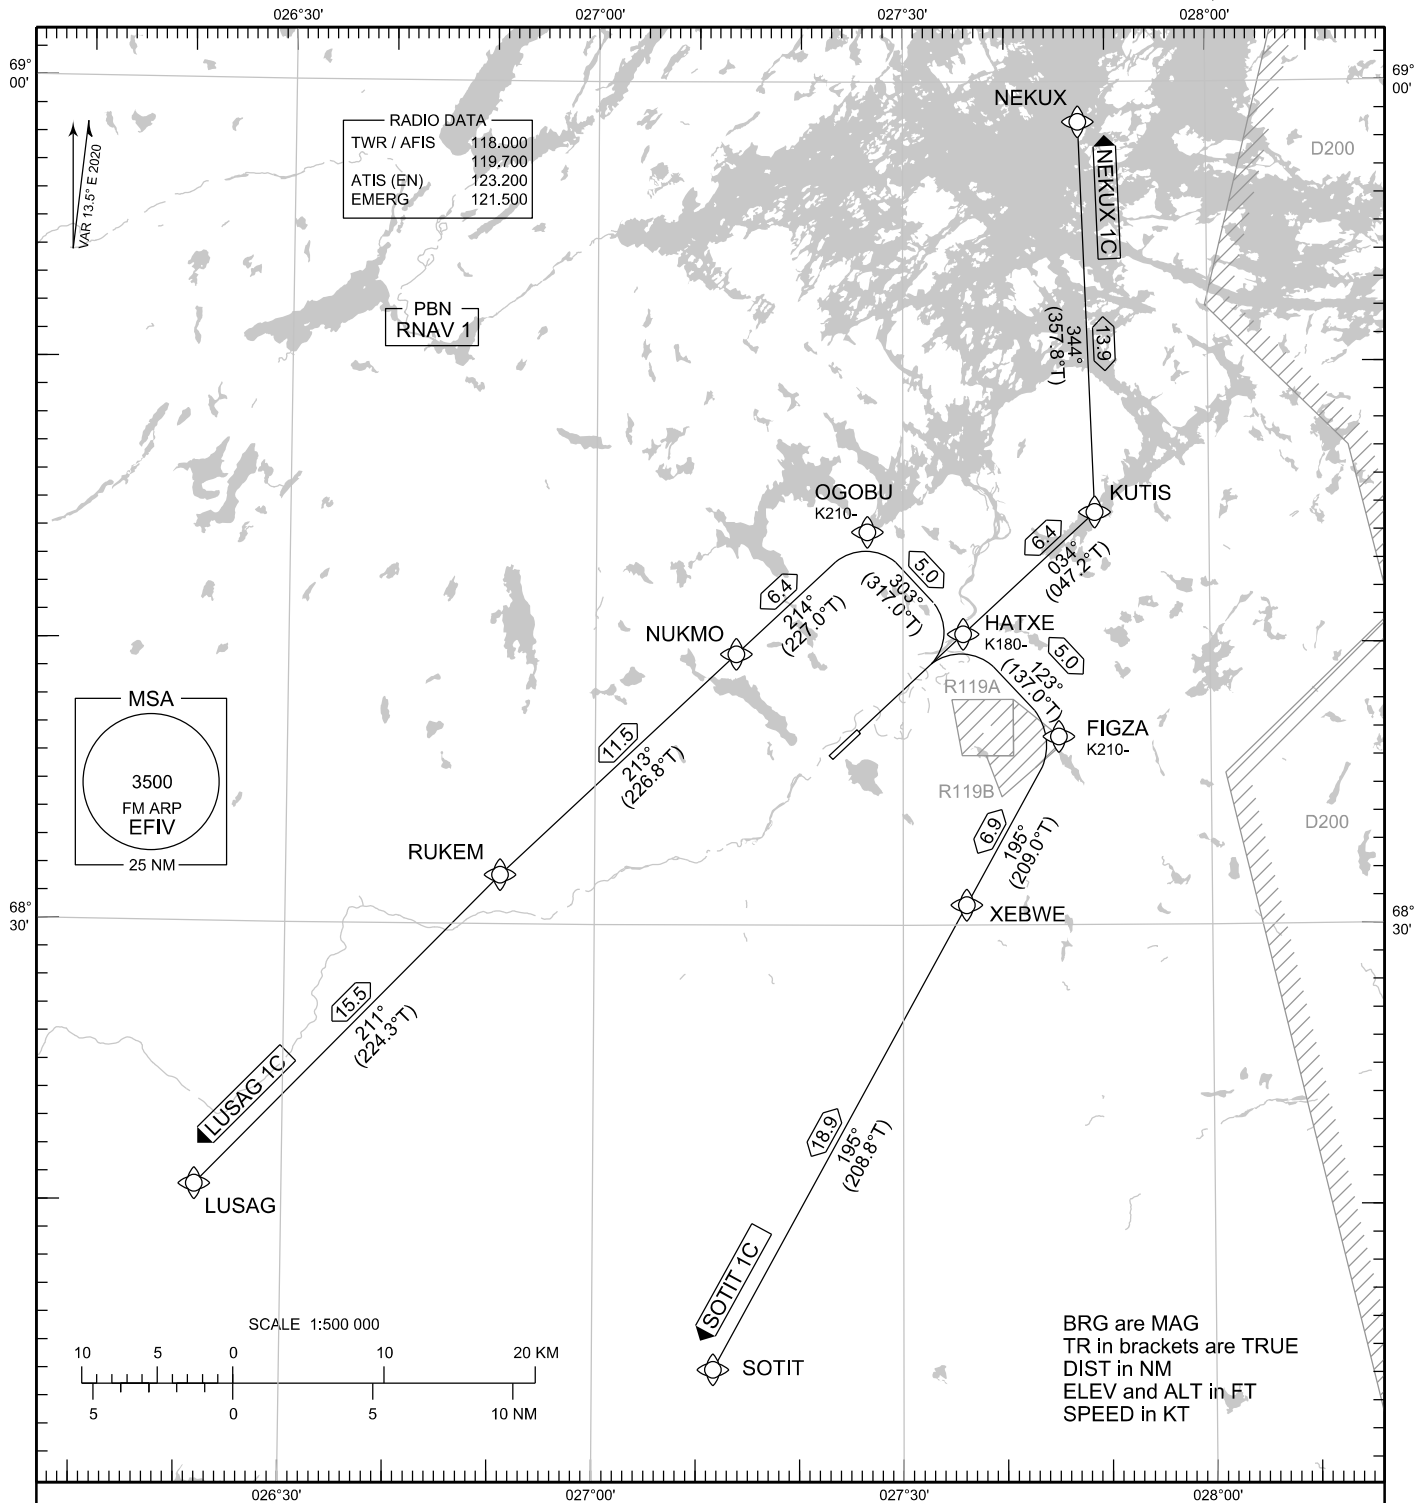 026°30'
027°00'
027°30'
028°00'
69°
00'
69°
00'
NEKUX
D200
VAR 13.5° E 2020
RADIO DATA
TWR / AFIS 118.000
119.700
ATIS (EN) 123.200
EMERG 121.500
NEKUX 1C
PBN
RNAV 1
13.9
344°
(357.8°T)
OGOBU
K210-
KUTIS
6.4
034°
(047.2°T)
5.0
303°
(317.0°T)
6.4
214°
(227.0°T)
NUKMO
HATXE
K180-
5.0
123°
(137.0°T)
R119A
MSA
3500
FM ARP
EFIV
25 NM
11.5
213°
(226.8°T)
FIGZA
K210-
R119B
D200
6.9
195°
(209.0°T)
RUKEM
XEBWE
68°
30'
68°
30'
15.5
211°
(224.3°T)
LUSAG 1C
LUSAG
18.9
195°
(208.8°T)
SOTIT 1C
SOTIT
SCALE 1:500 000
10 5 0 10 20 KM
5 0 5 10 NM
BRG are MAG
TR in brackets are TRUE
DIST in NM
ELEV and ALT in FT
SPEED in KT
026°30'
027°00'
027°30'
028°00'